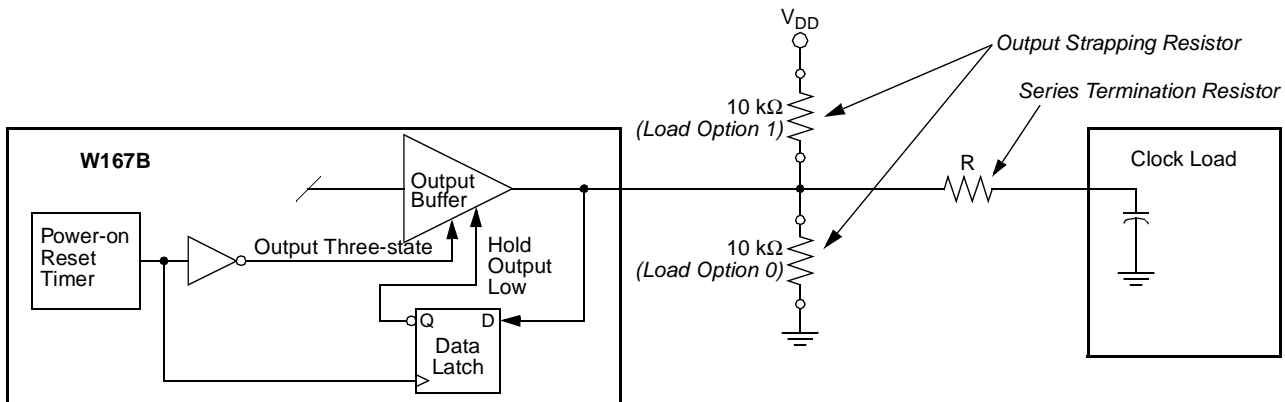 V_DD
Output Strapping Resistor
10 kΩ
(Load Option 1)
Series Termination Resistor
W167B
Clock Load
R
Output
Buffer
Power-on
Reset
Timer
Output Three-state
Hold
Output
Low
10 kΩ
(Load Option 0)
Q D
Data
Latch